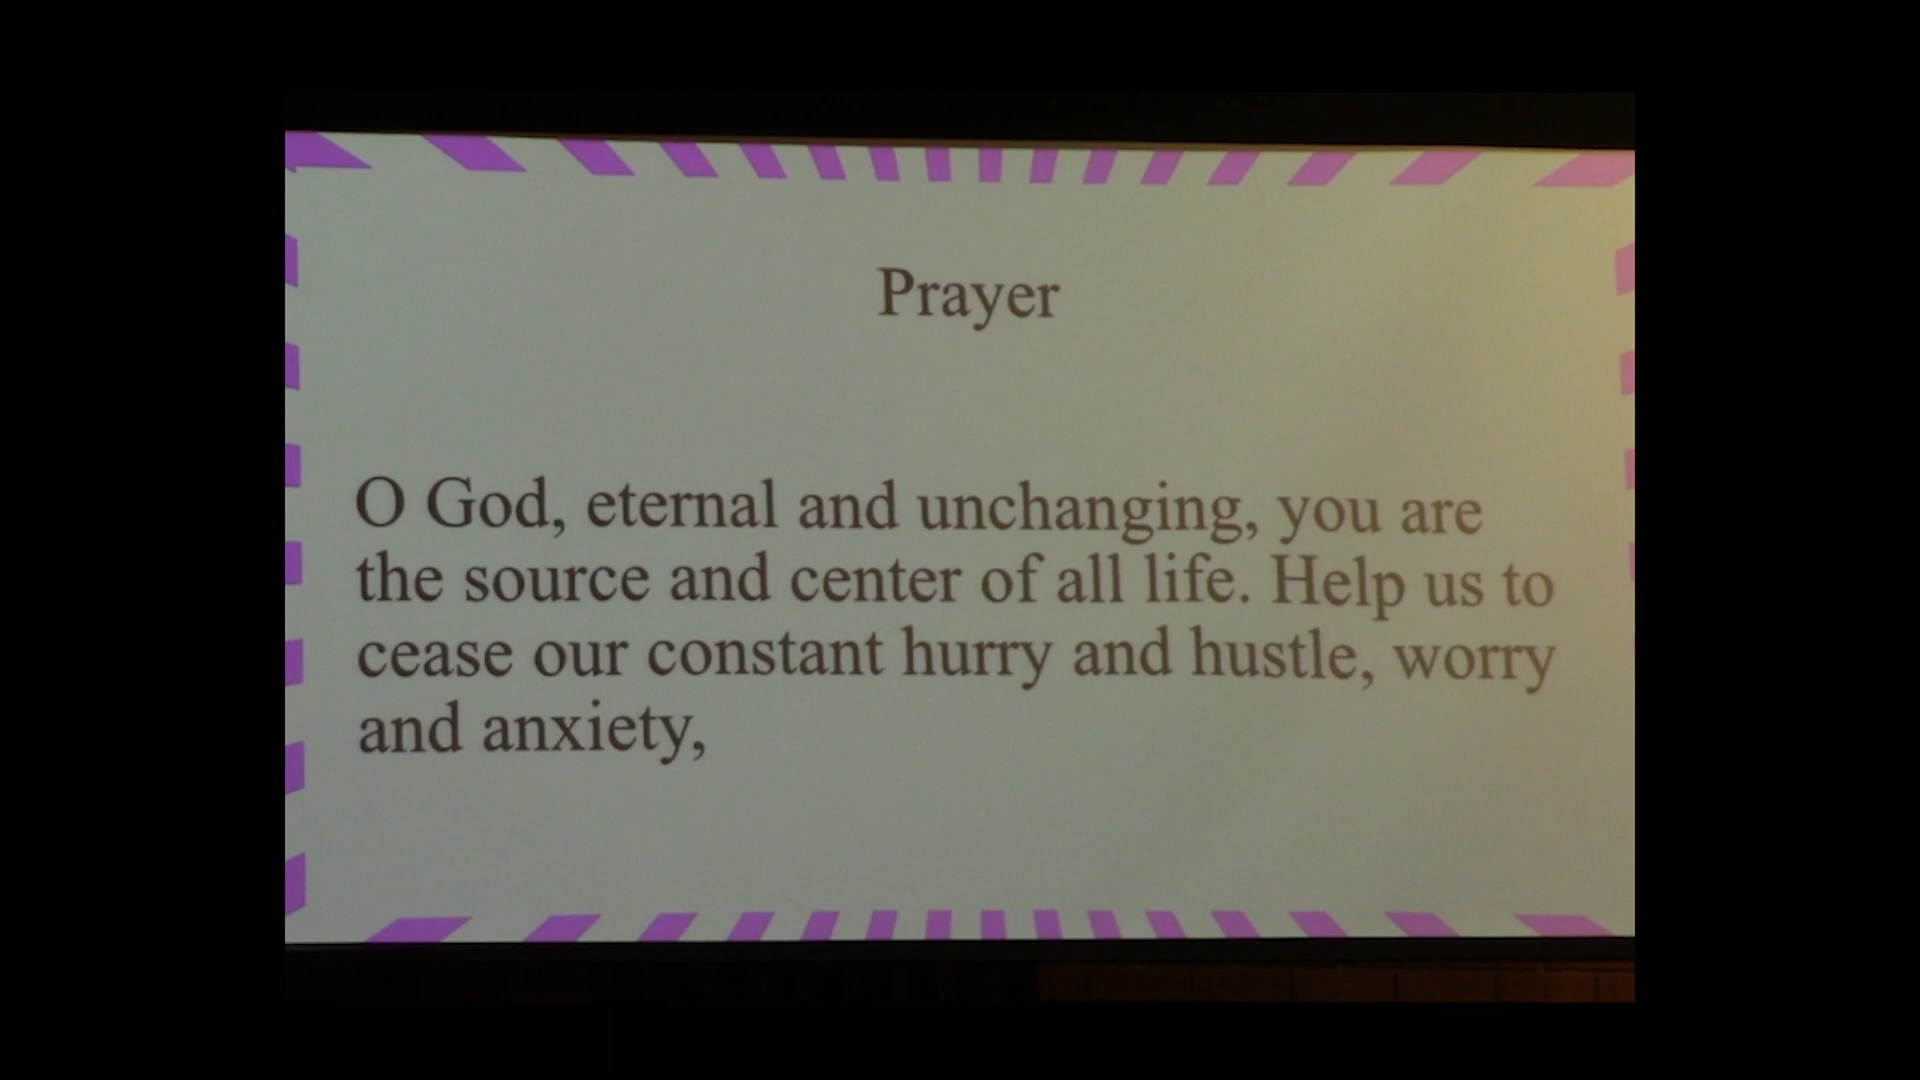 Prayer
O God, eternal and unchanging, you are
the source and center of all life. Help us to
cease our constant hurry and hustle, worry
and anxiety,